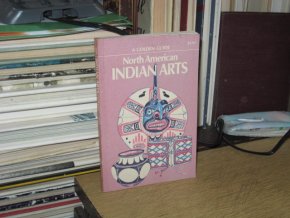 A GOLDEN GUIDE
North American
INDIAN ARTS